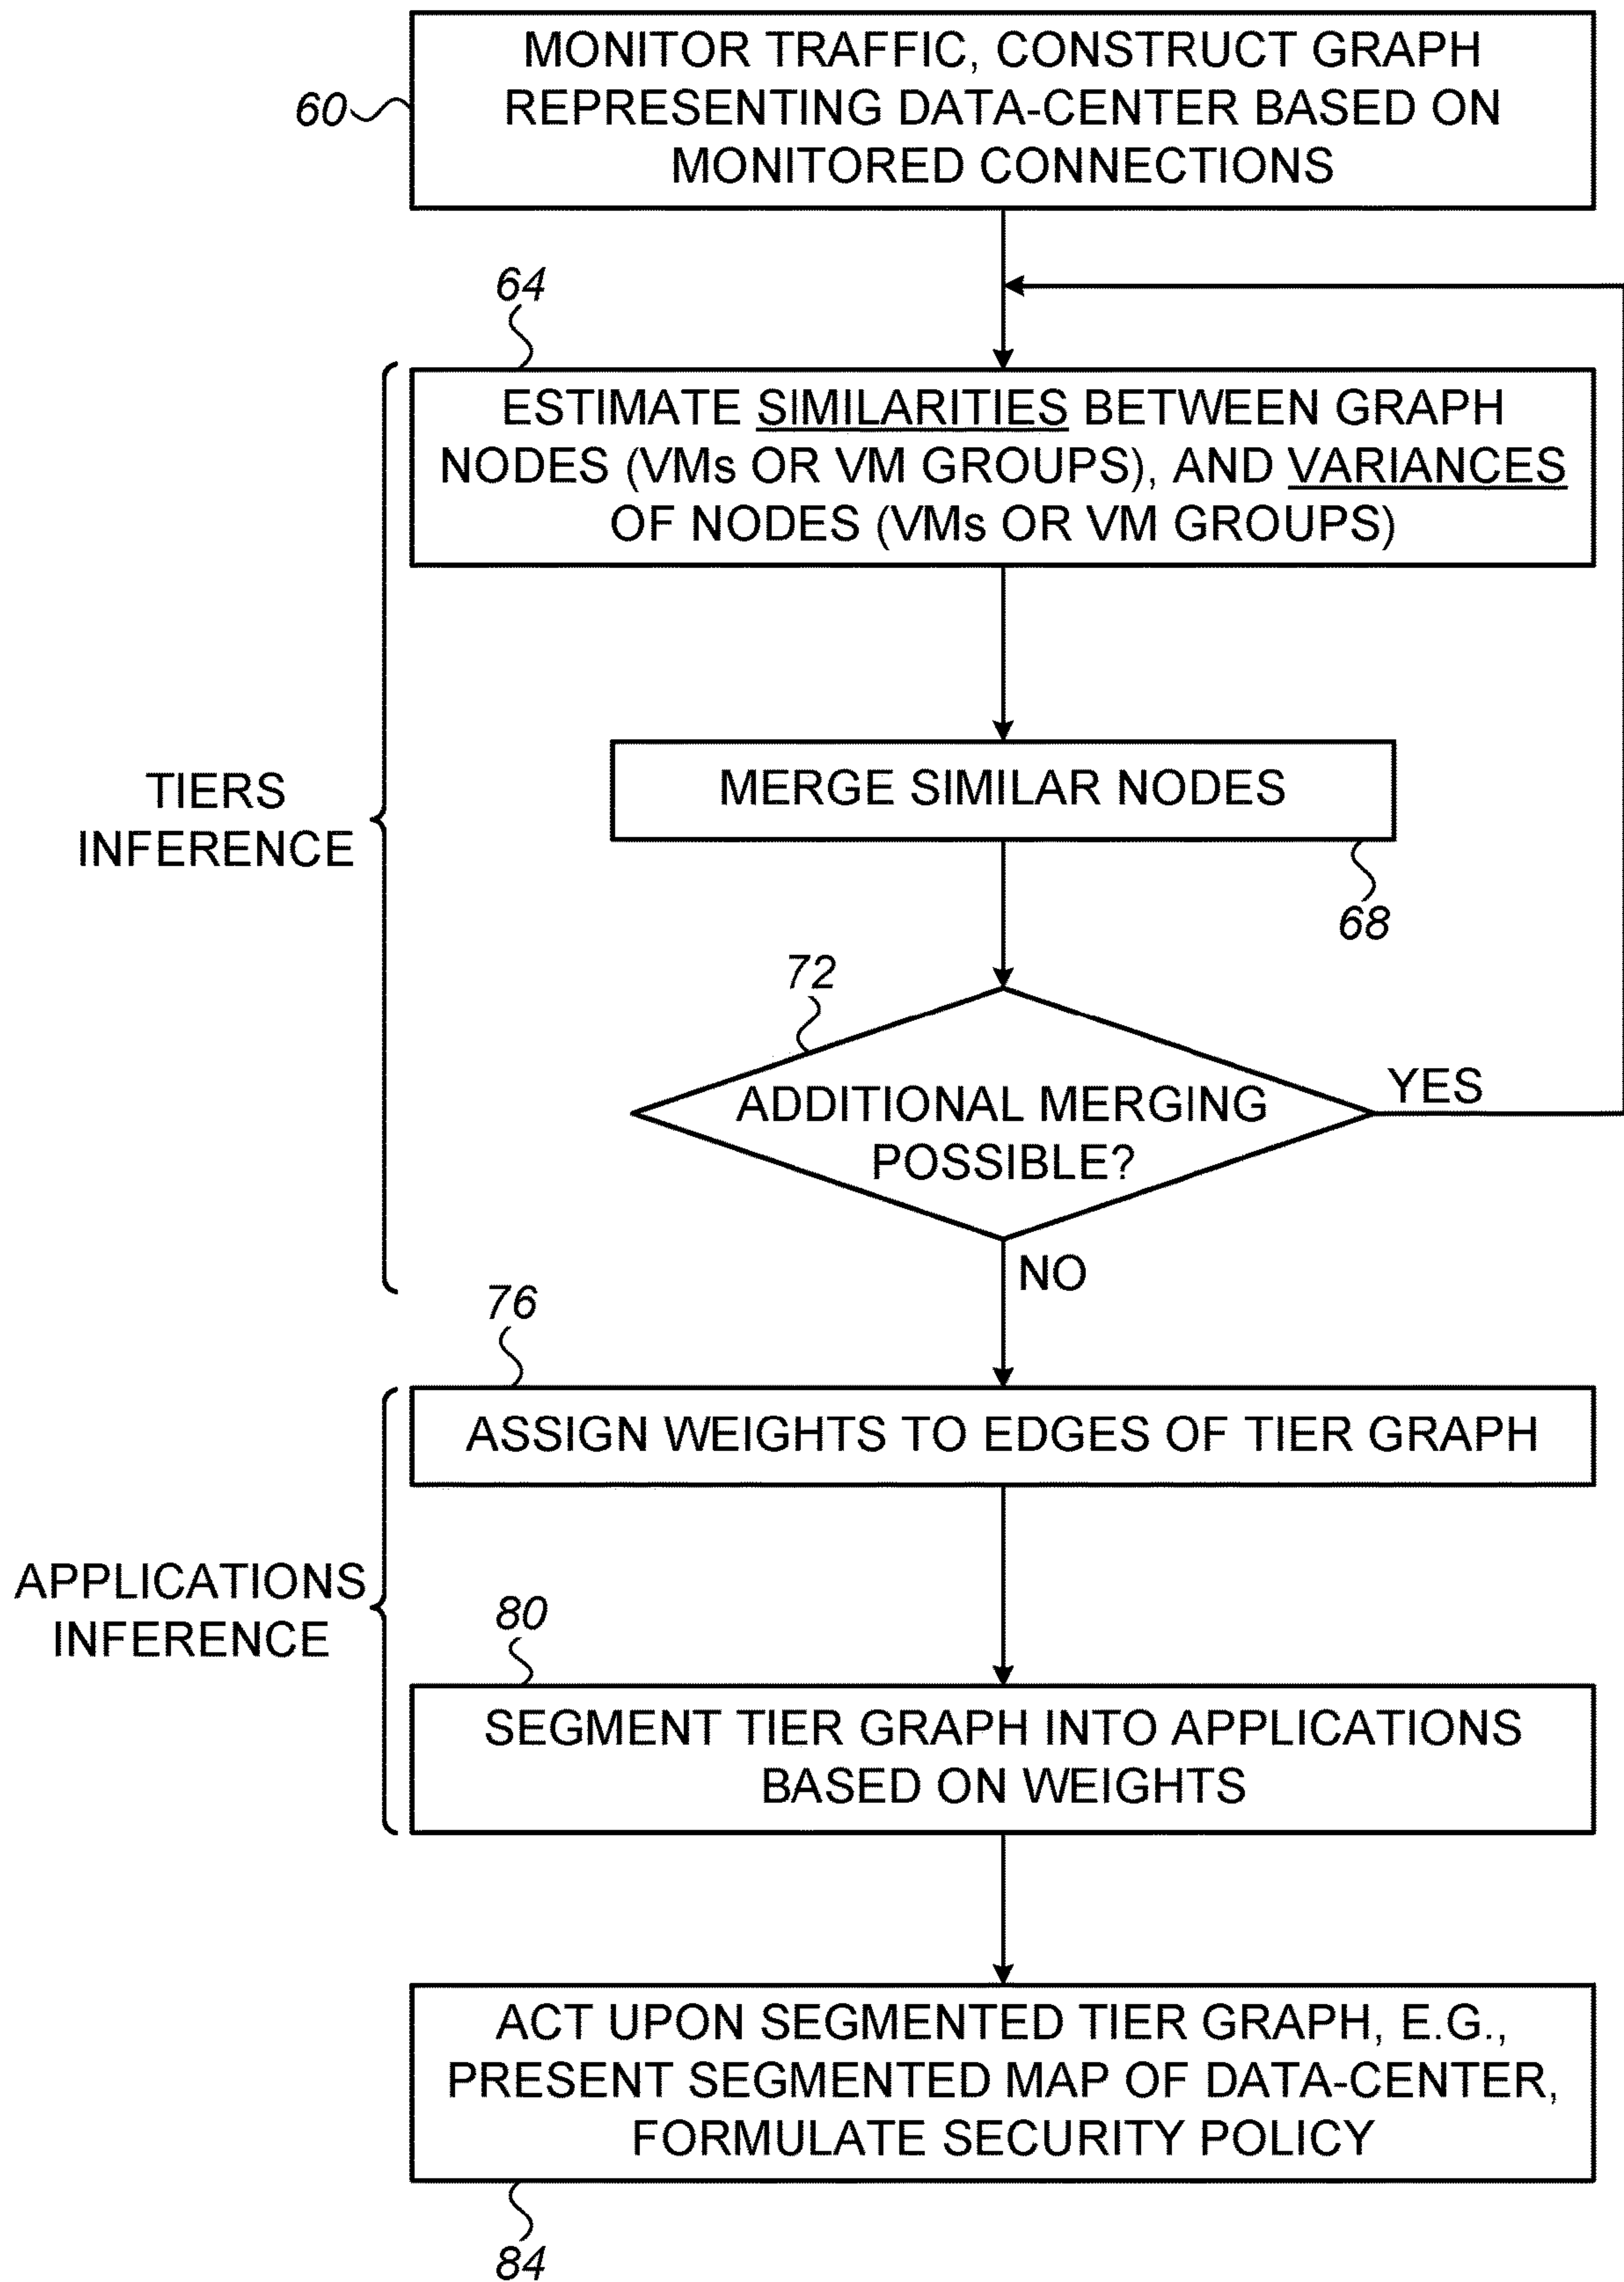 MONITOR TRAFFIC, CONSTRUCT GRAPH
REPRESENTING DATA-CENTER BASED ON
MONITORED CONNECTIONS
60
64
ESTIMATE SIMILARITIES BETWEEN GRAPH
NODES (VMs OR VM GROUPS), AND VARIANCES
OF NODES (VMs OR VM GROUPS)
TIERS
INFERENCE
MERGE SIMILAR NODES
68
72
ADDITIONAL MERGING
POSSIBLE?
YES
NO
76
ASSIGN WEIGHTS TO EDGES OF TIER GRAPH
APPLICATIONS
INFERENCE
80
SEGMENT TIER GRAPH INTO APPLICATIONS
BASED ON WEIGHTS
ACT UPON SEGMENTED TIER GRAPH, E.G.,
PRESENT SEGMENTED MAP OF DATA-CENTER,
FORMULATE SECURITY POLICY
84